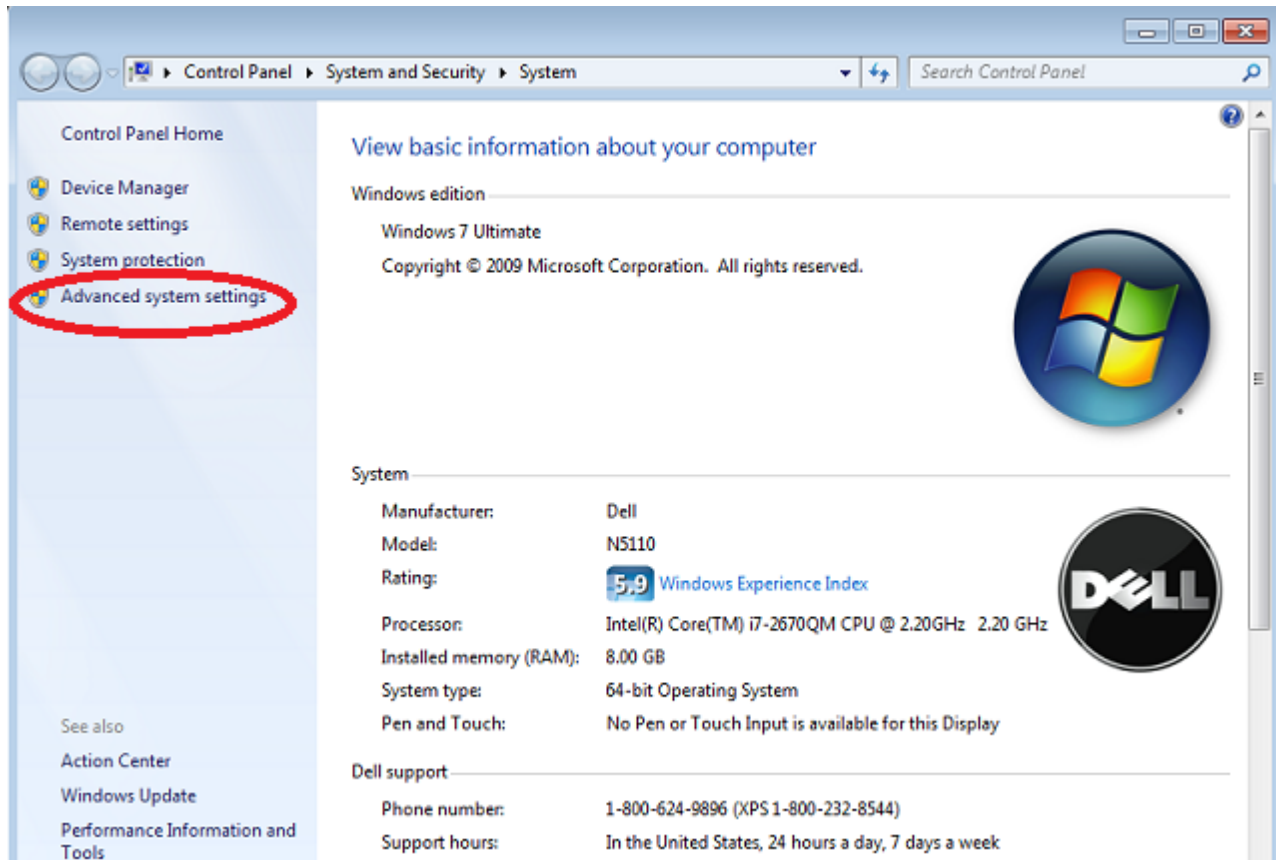 Control Panel ▸ System and Security ▸ System
Search Control Panel
Control Panel Home
Device Manager
Remote settings
System protection
Advanced system settings
See also
Action Center
Windows Update
Performance Information and
Tools
View basic information about your computer
Windows edition
Windows 7 Ultimate
Copyright © 2009 Microsoft Corporation. All rights reserved.
System
Manufacturer: Dell
Model: N5110
Rating: 5,9 Windows Experience Index
Processor: Intel(R) Core(TM) i7-2670QM CPU @ 2.20GHz 2.20 GHz
Installed memory (RAM): 8.00 GB
System type: 64-bit Operating System
Pen and Touch: No Pen or Touch Input is available for this Display
DELL
Dell support
Phone number: 1-800-624-9896 (XPS 1-800-232-8544)
Support hours: In the United States, 24 hours a day, 7 days a week